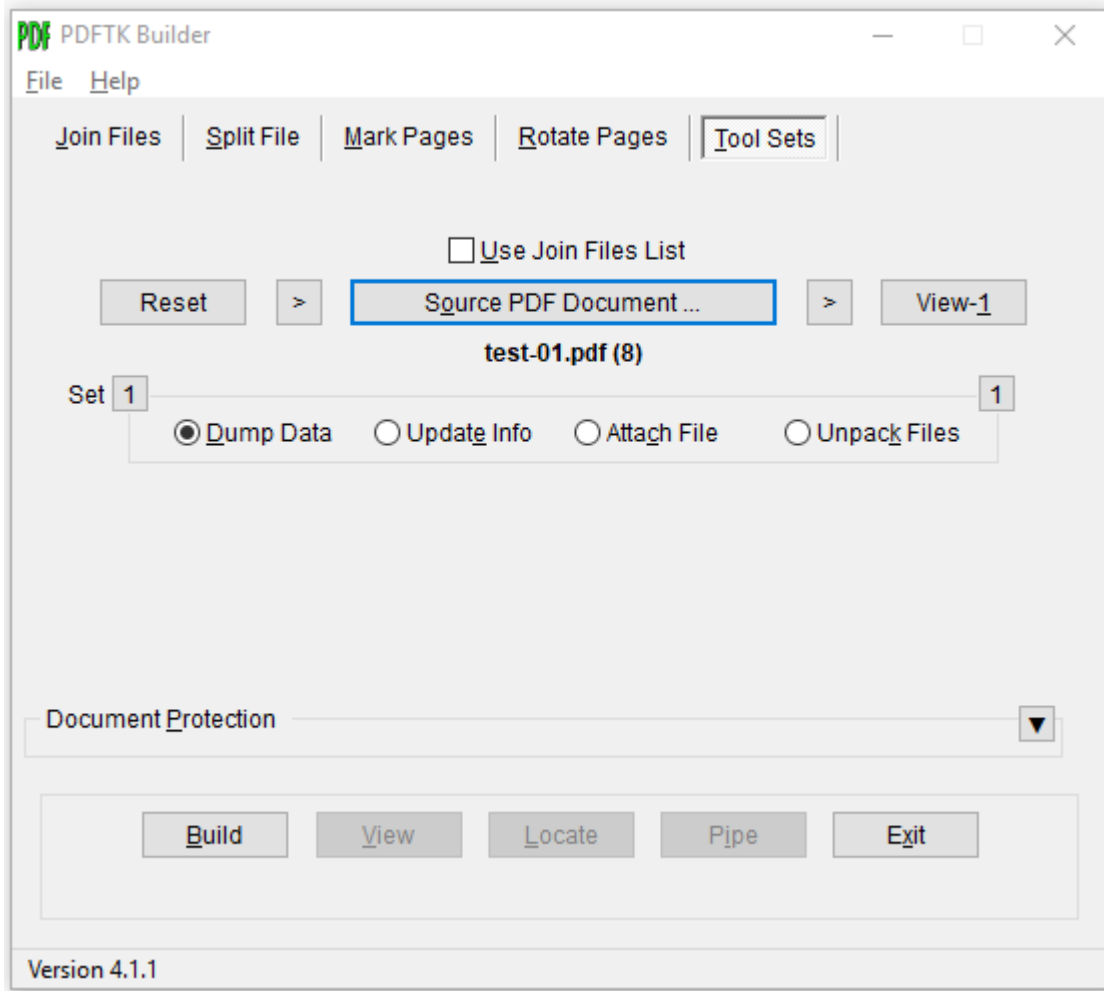 PDF PDFTK Builder
File Help
Join Files Split File Mark Pages Rotate Pages Tool Sets
Use Join Files List
Reset > Source PDF Document ... > View-1
test-01.pdf (8)
Set 1 1
Dump Data Update Info Attach File Unpack Files
Document Protection ▼
Build View Locate Pipe Exit
Version 4.1.1